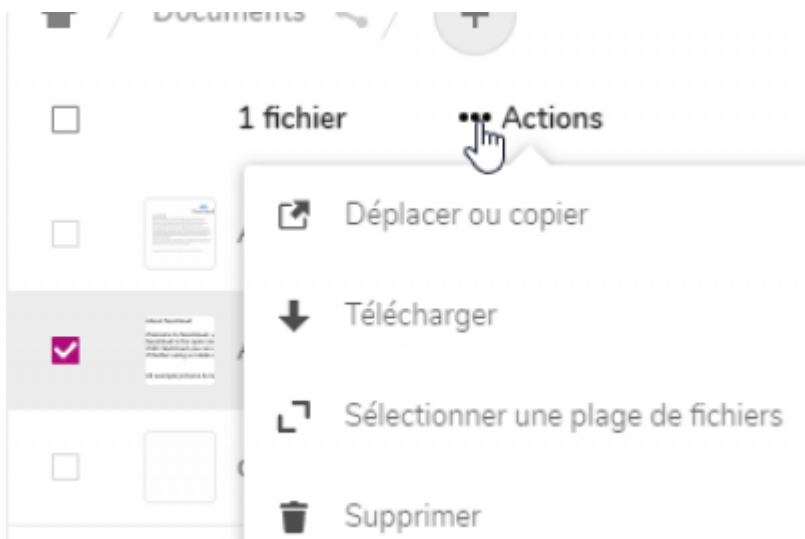 Documents
1 fichier
Actions
Déplacer ou copier
Télécharger
Sélectionner une plage de fichiers
Supprimer